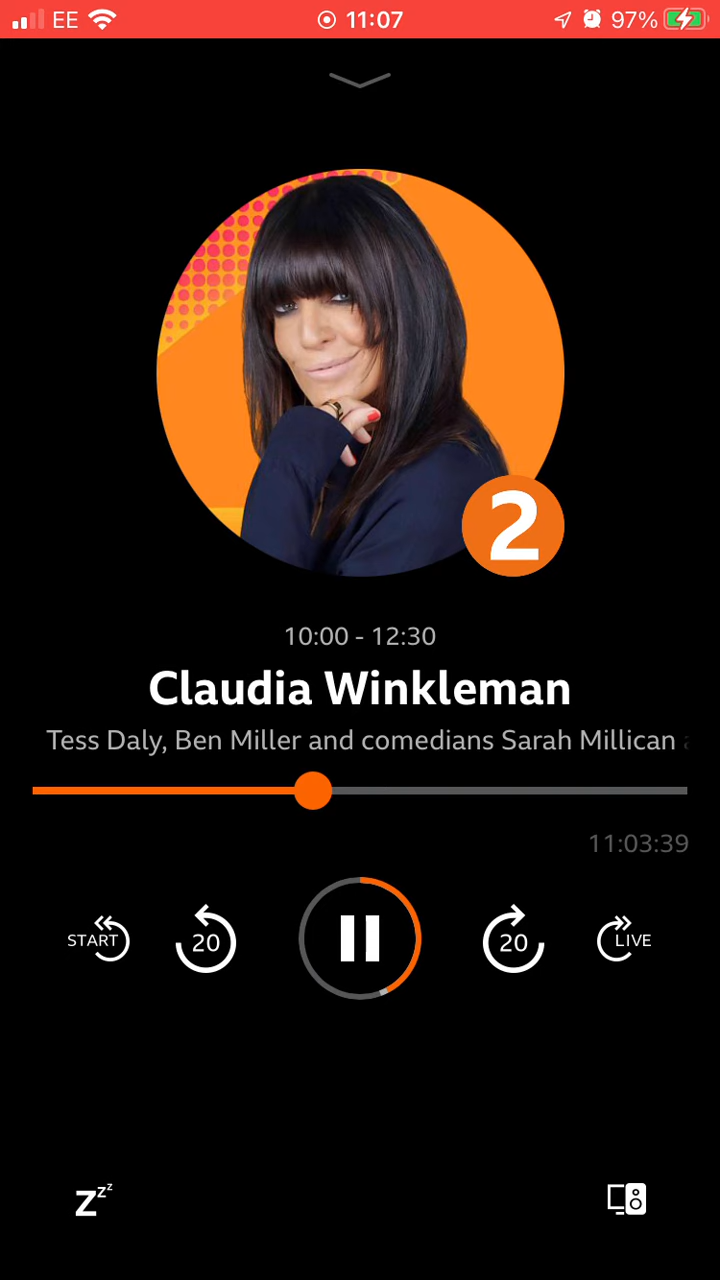 EE 11:07 97%
2
10:00 - 12:30
Claudia Winkleman
Tess Daly, Ben Miller and comedians Sarah Millican
11:03:39
START 20 20 LIVE
Zzz